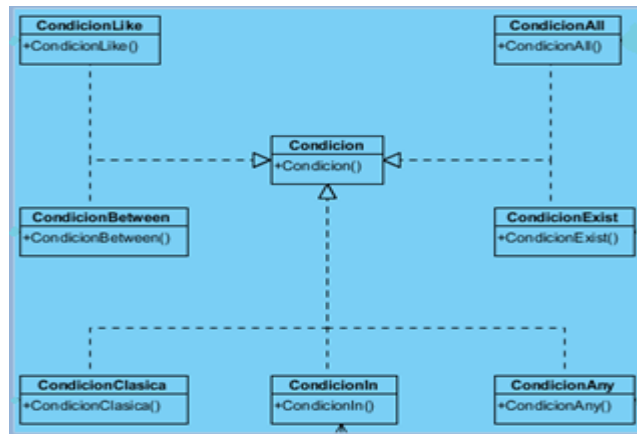 CondicionLike
+CondicionLike()
CondicionAll
+CondicionAll()
Condicion
+Condicion()
CondicionBetween
+CondicionBetween()
CondicionExist
+CondicionExist()
CondicionClasica
+CondicionClasica()
CondicionIn
+CondicionIn()
CondicionAny
+CondicionAny()